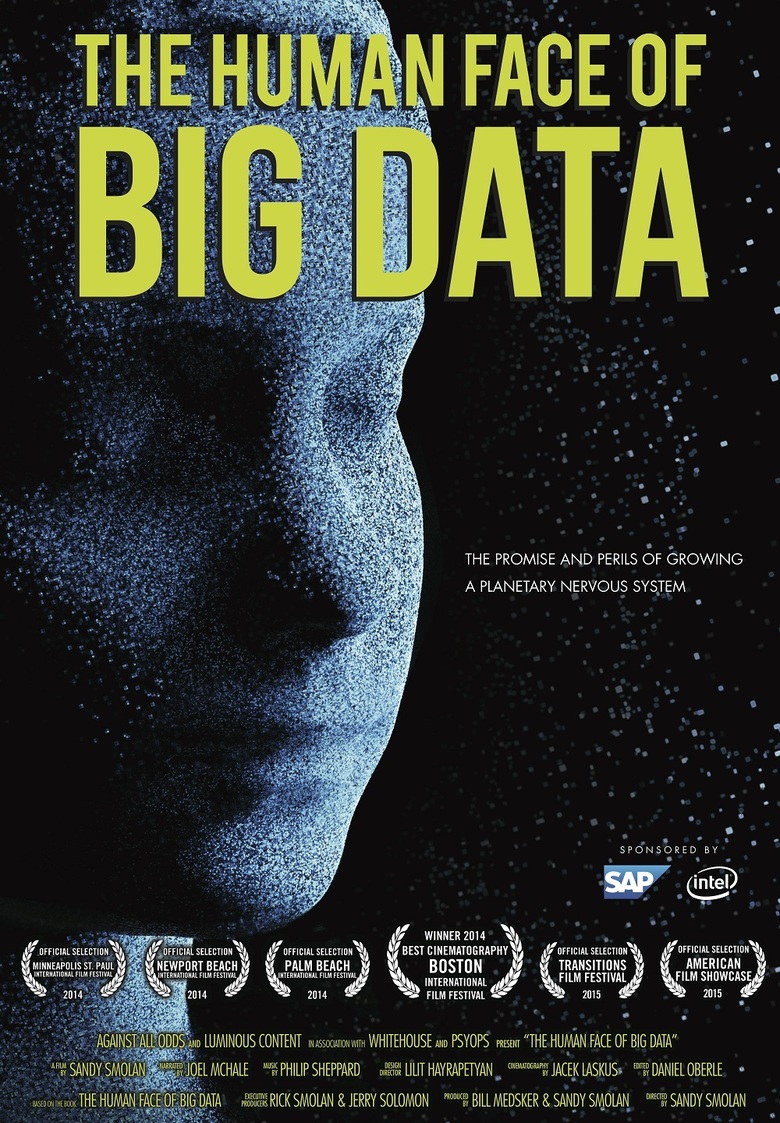 THE HUMAN FACE OF
BIG DATA
THE PROMISE AND PERILS OF GROWING
A PLANETARY NERVOUS SYSTEM
SPONSORED BY
SAP intel
OFFICIAL SELECTION
MINNEAPOLIS ST. PAUL
INTERNATIONAL FILM FESTIVAL
2014
OFFICIAL SELECTION
NEWPORT BEACH
INTERNATIONAL FILM FESTIVAL
2014
OFFICIAL SELECTION
PALM BEACH
INTERNATIONAL FILM FESTIVAL
2014
WINNER 2014
BEST CINEMATOGRAPHY
BOSTON
INTERNATIONAL
FILM FESTIVAL
OFFICIAL SELECTION
TRANSITIONS
FILM FESTIVAL
2015
OFFICIAL SELECTION
AMERICAN
FILM SHOWCASE
2015
AGAINST ALL ODDS AND LUMINOUS CONTENT IN ASSOCIATION WITH WHITEHOUSE AND PSYOPS PRESENT "THE HUMAN FACE OF BIG DATA"
A FILM BY SANDY SMOLAN NARRATED BY JOEL MCHALE MUSIC BY PHILIP SHEPPARD DESIGN DIRECTOR LILIT HAYRAPETYAN CINEMATOGRAPHY BY JACEK LASKUS EDITED BY DANIEL OBERLE
BASED ON THE BOOK THE HUMAN FACE OF BIG DATA EXECUTIVE PRODUCERS RICK SMOLAN & JERRY SOLOMON PRODUCED BY BILL MEDSKER & SANDY SMOLAN DIRECTED BY SANDY SMOLAN